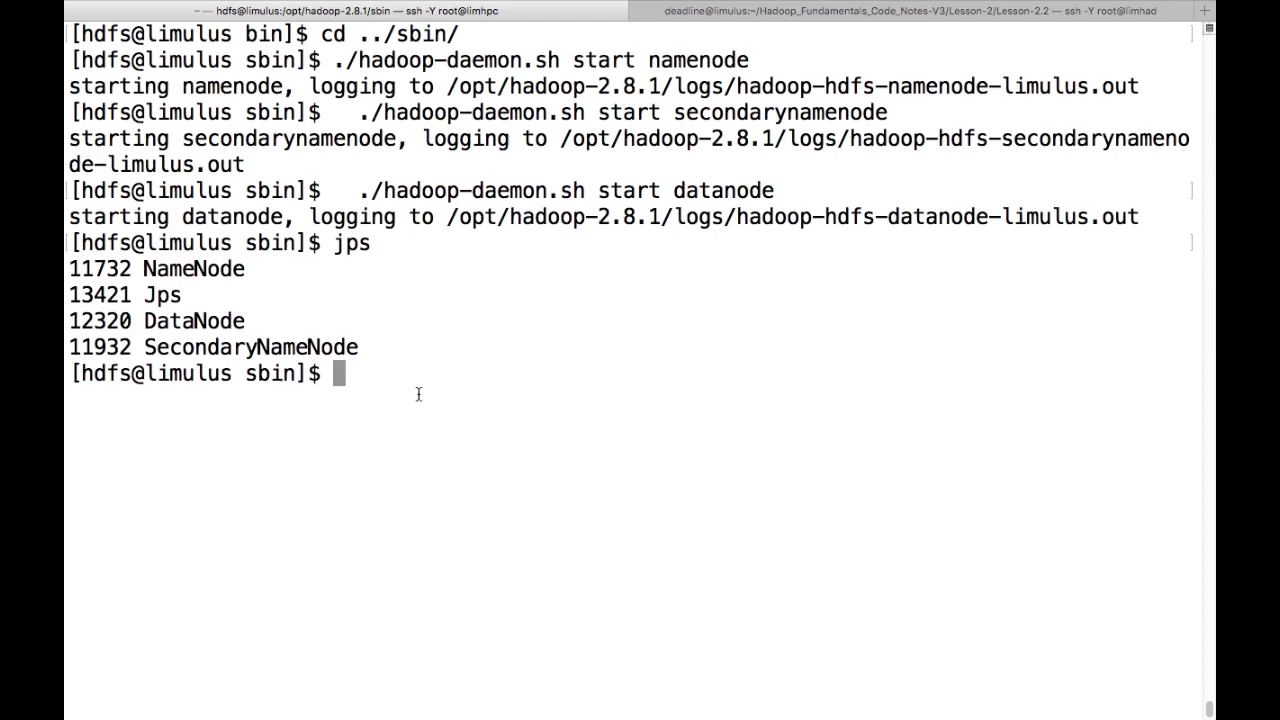 ~ — hdfs@limulus:/opt/hadoop-2.8.1/sbin — ssh -Y root@limhpc
deadline@limulus:~/Hadoop_Fundamentals_Code_Notes-V3/Lesson-2/Lesson-2.2 — ssh -Y root@limhad
[hdfs@limulus bin]$ cd ../sbin/
[hdfs@limulus sbin]$ ./hadoop-daemon.sh start namenode
starting namenode, logging to /opt/hadoop-2.8.1/logs/hadoop-hdfs-namenode-limulus.out
[hdfs@limulus sbin]$   ./hadoop-daemon.sh start secondarynamenode
starting secondarynamenode, logging to /opt/hadoop-2.8.1/logs/hadoop-hdfs-secondarynameno
de-limulus.out
[hdfs@limulus sbin]$   ./hadoop-daemon.sh start datanode
starting datanode, logging to /opt/hadoop-2.8.1/logs/hadoop-hdfs-datanode-limulus.out
[hdfs@limulus sbin]$ jps
11732 NameNode
13421 Jps
12320 DataNode
11932 SecondaryNameNode
[hdfs@limulus sbin]$